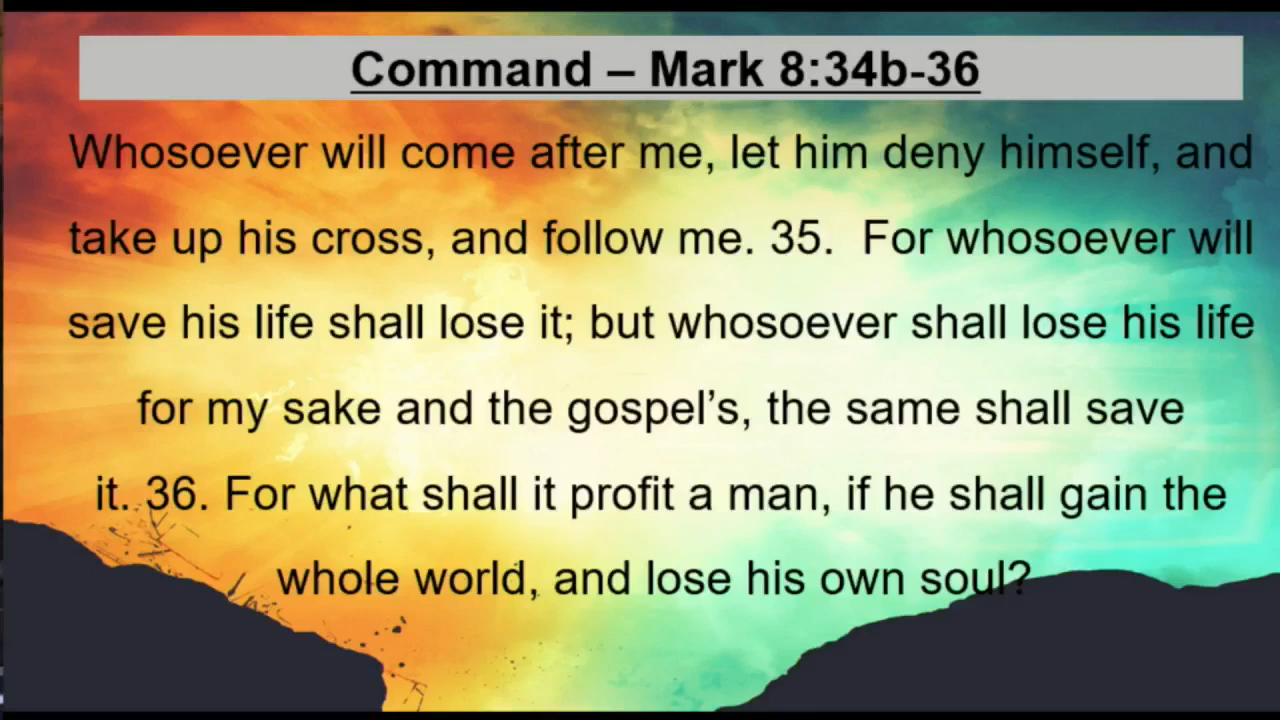 Command – Mark 8:34b-36
Whosoever will come after me, let him deny himself, and
take up his cross, and follow me. 35.  For whosoever will
save his life shall lose it; but whosoever shall lose his life
for my sake and the gospel’s, the same shall save
it. 36. For what shall it profit a man, if he shall gain the
whole world, and lose his own soul?